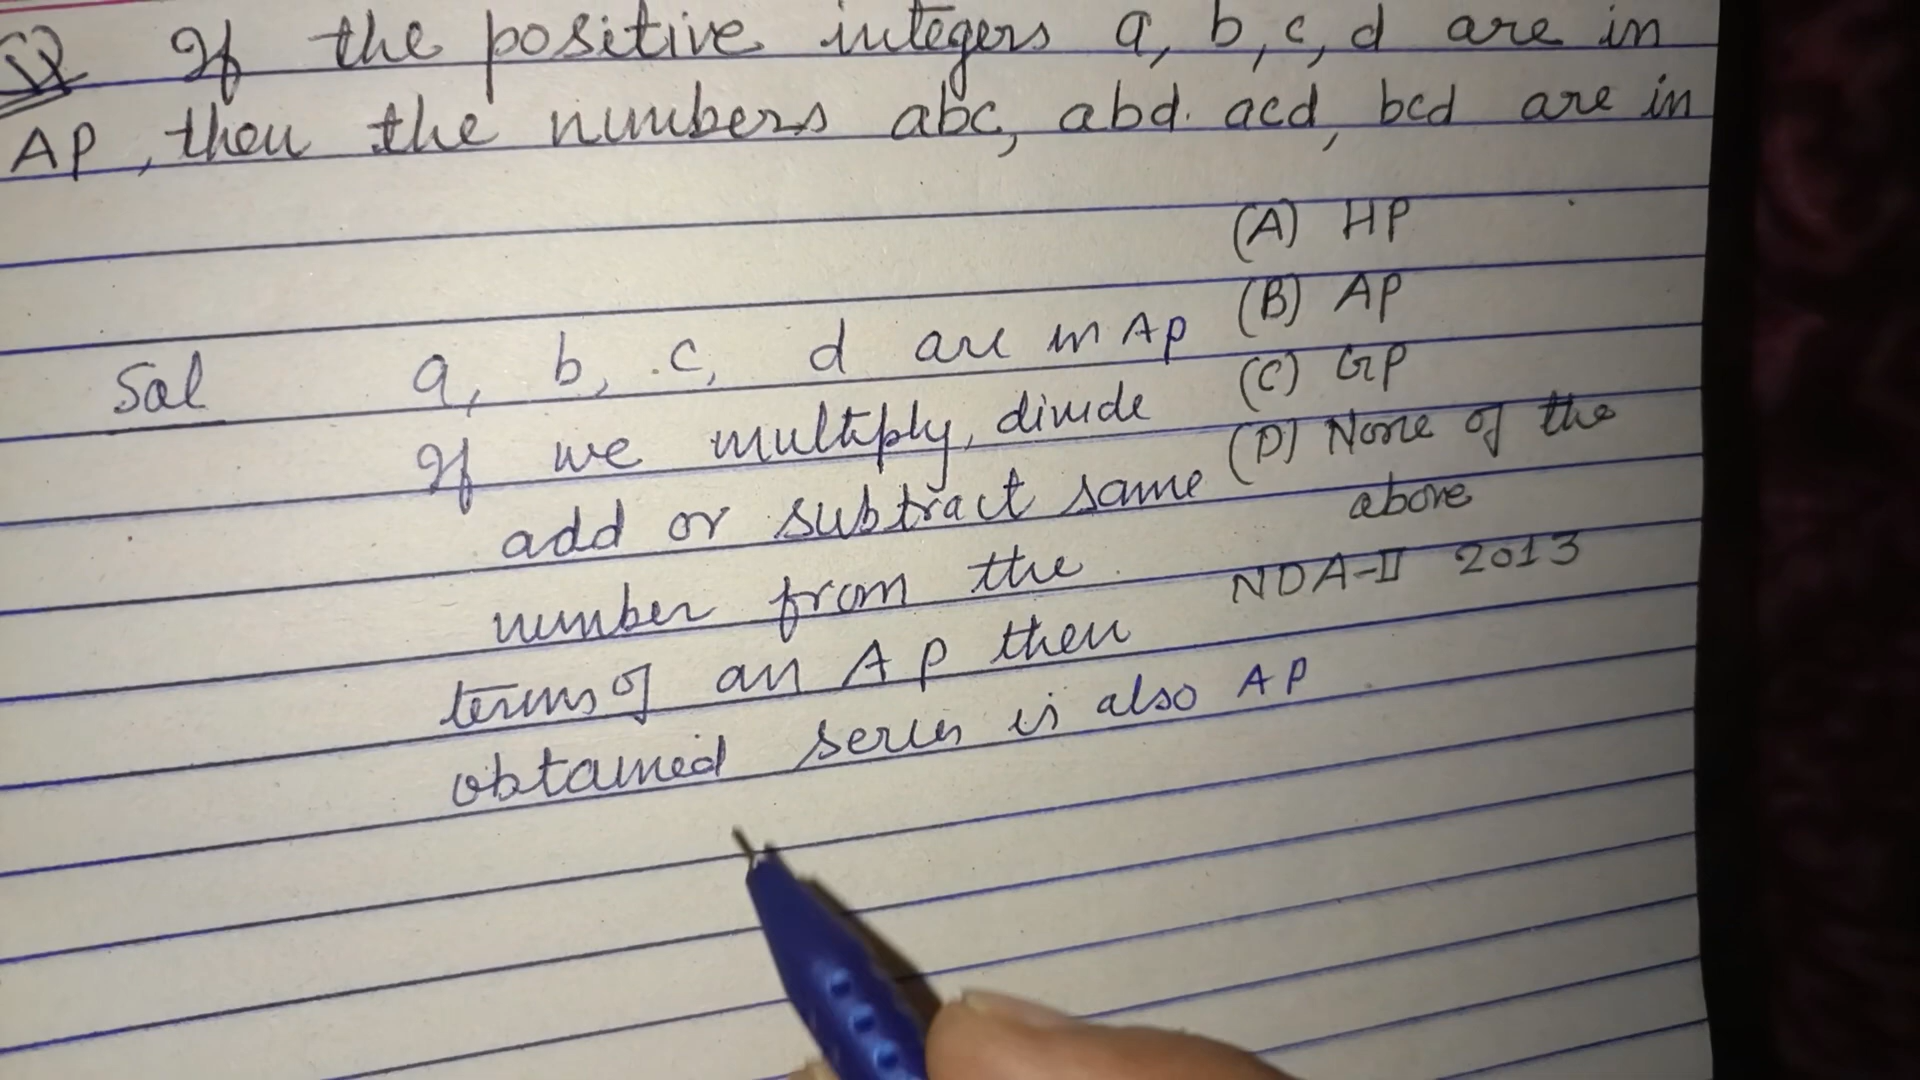 Q If the positive integers a, b, c, d are in
AP, then the numbers abc, abd. acd, bcd are in
(A) HP
(B) AP
(C) GP
(D) None of the
above
NDA-II 2013
Sol a, b, c, d are in AP
If we multiply, divide
add or subtract same
number from the
terms of an AP then
obtained series is also AP